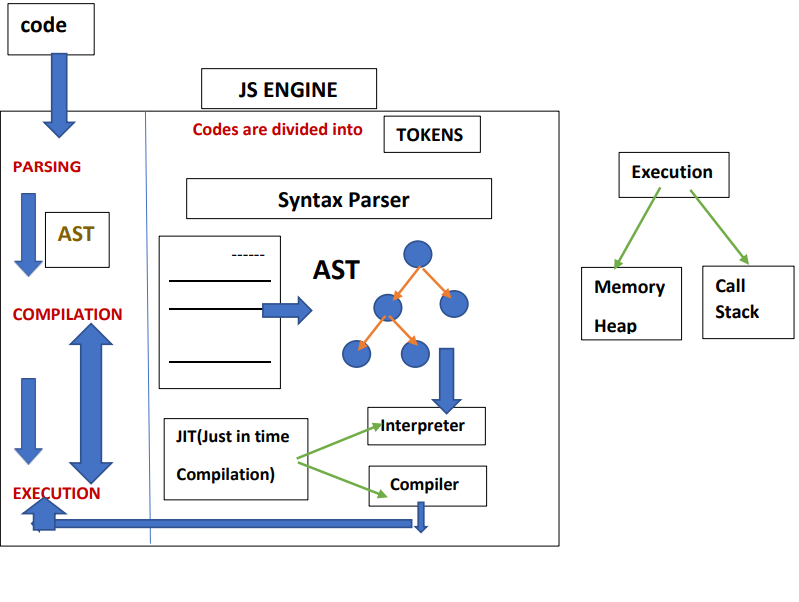 code
JS ENGINE
Codes are divided into
TOKENS
PARSING
Syntax Parser
Execution
AST
AST
Memory
Heap
Call
Stack
COMPILATION
JIT(Just in time
Compilation)
Interpreter
Compiler
EXECUTION